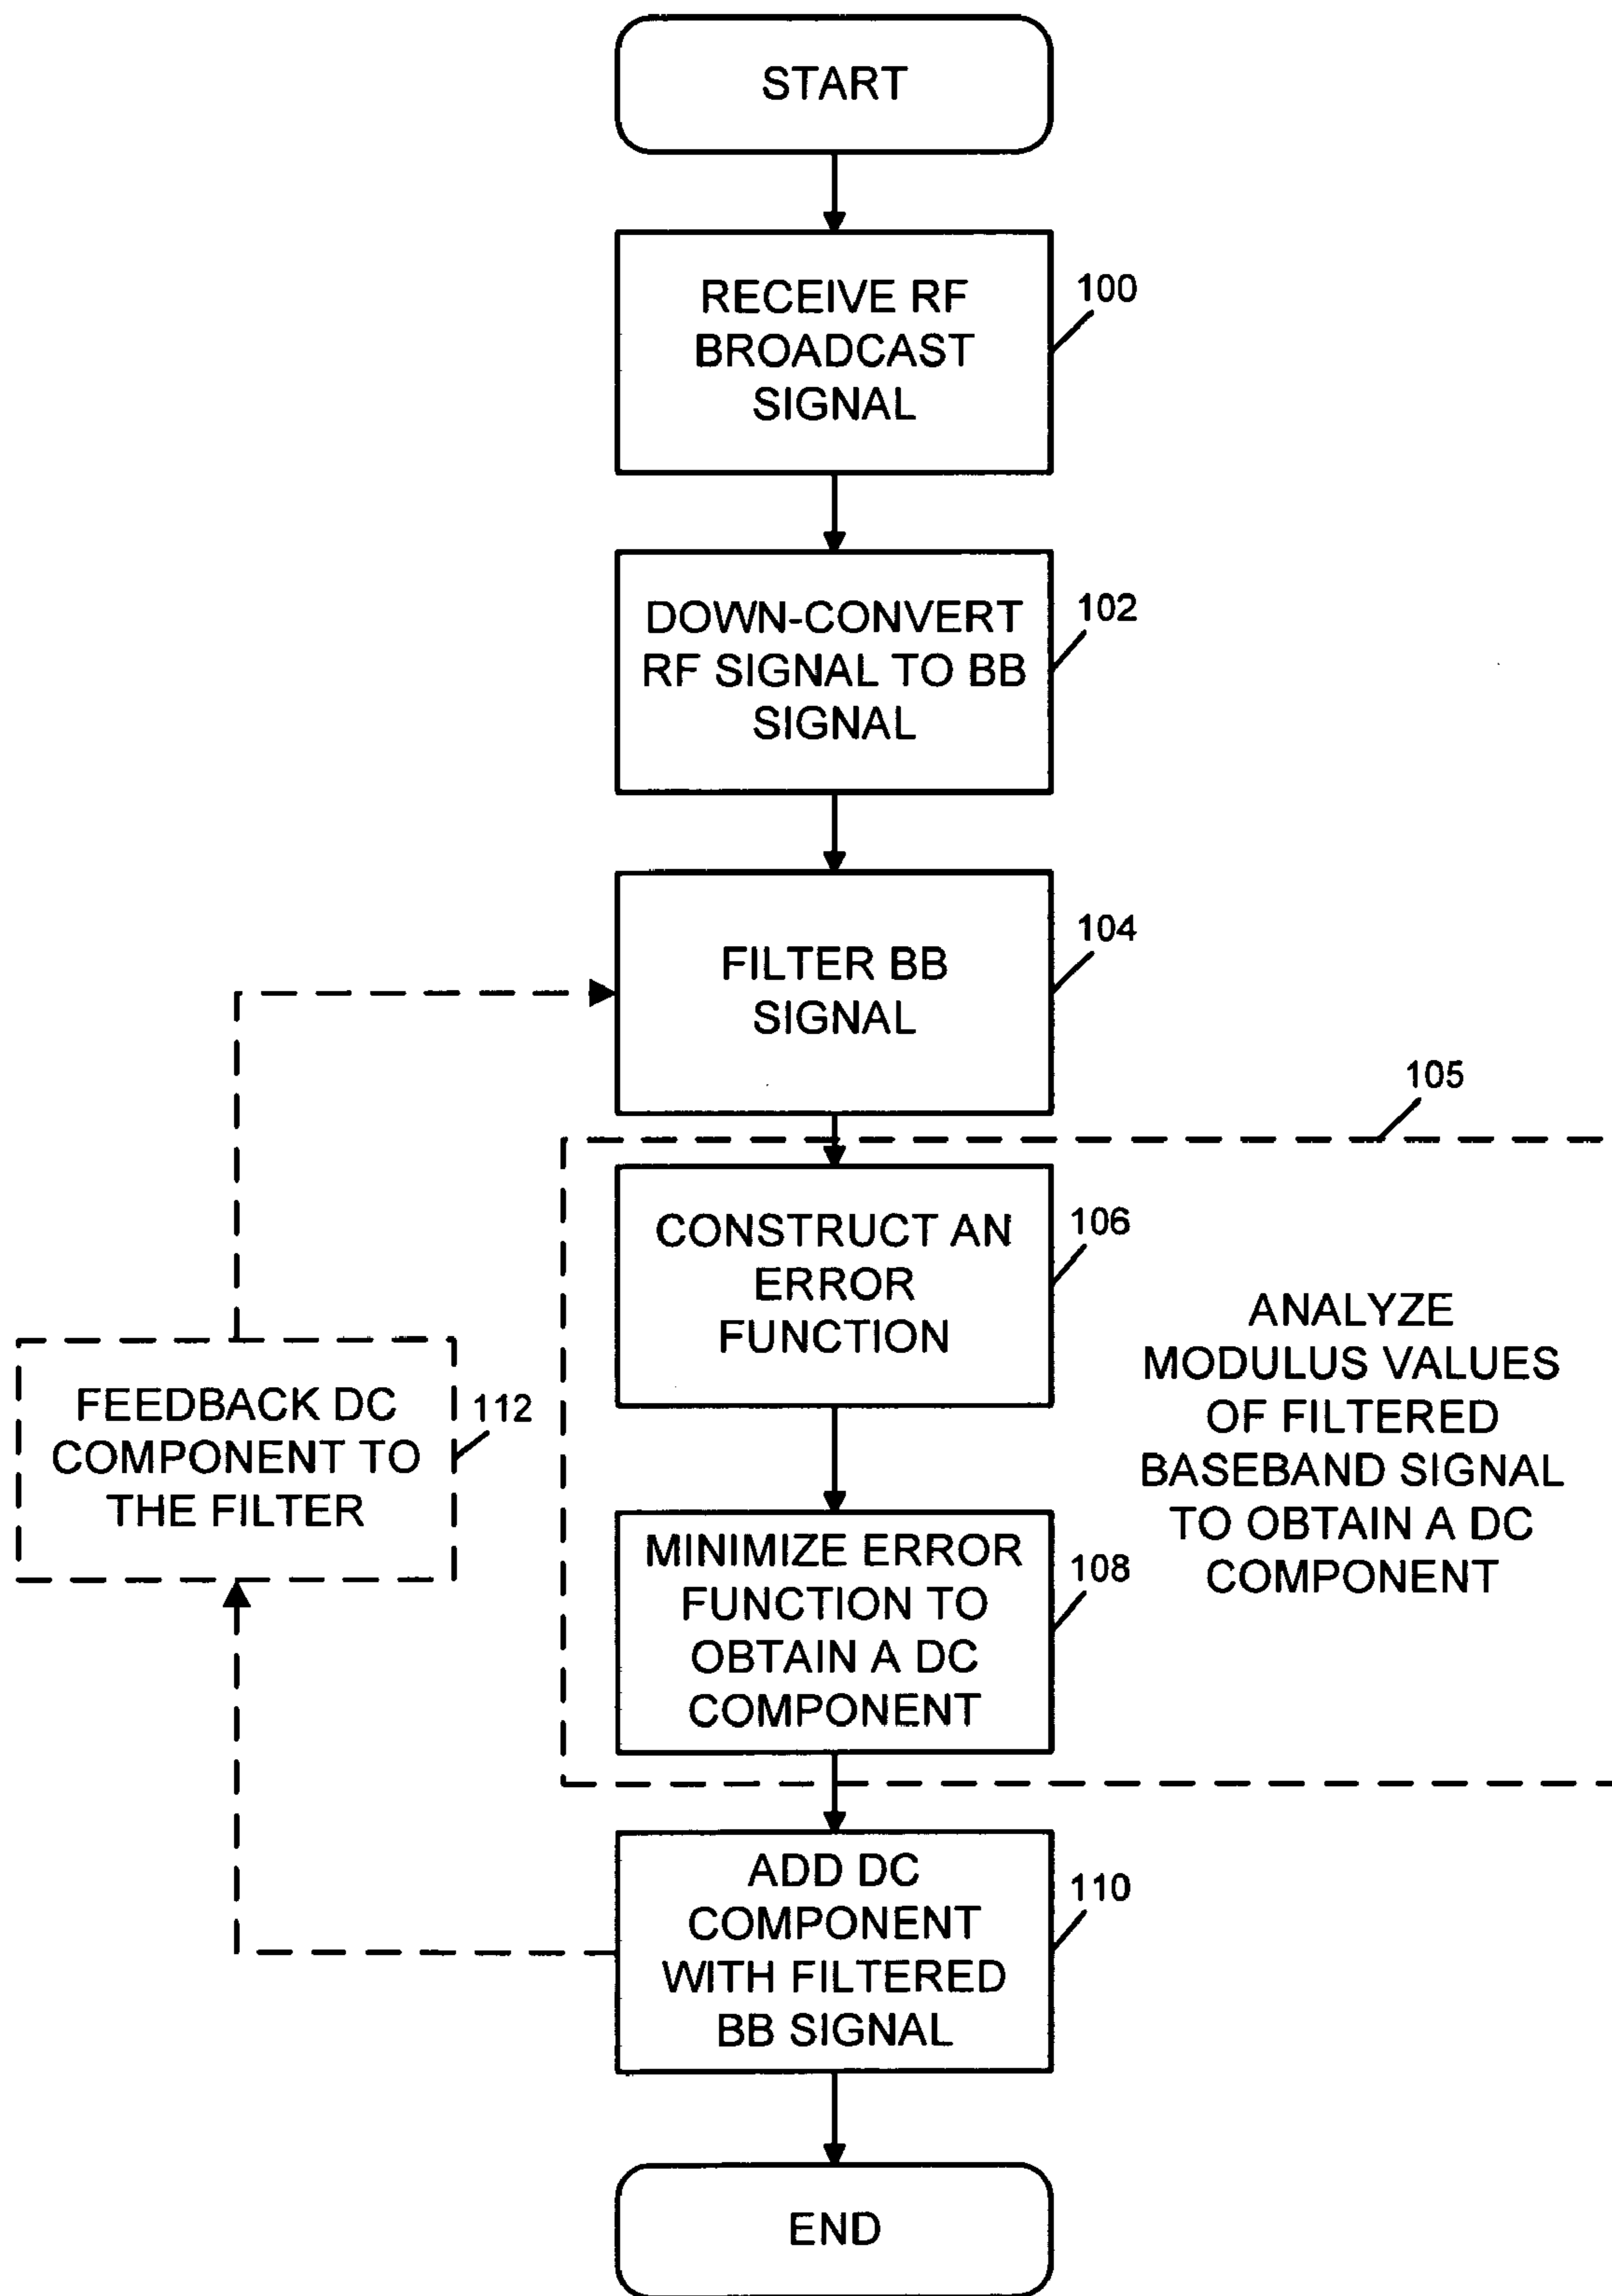 START
RECEIVE RF
BROADCAST
SIGNAL
100
DOWN-CONVERT
RF SIGNAL TO BB
SIGNAL
102
FILTER BB
SIGNAL
104
105
CONSTRUCT AN
ERROR
FUNCTION
106
ANALYZE
MODULUS VALUES
OF FILTERED
BASEBAND SIGNAL
TO OBTAIN A DC
COMPONENT
FEEDBACK DC
COMPONENT TO
THE FILTER
112
MINIMIZE ERROR
FUNCTION TO
OBTAIN A DC
COMPONENT
108
ADD DC
COMPONENT
WITH FILTERED
BB SIGNAL
110
END